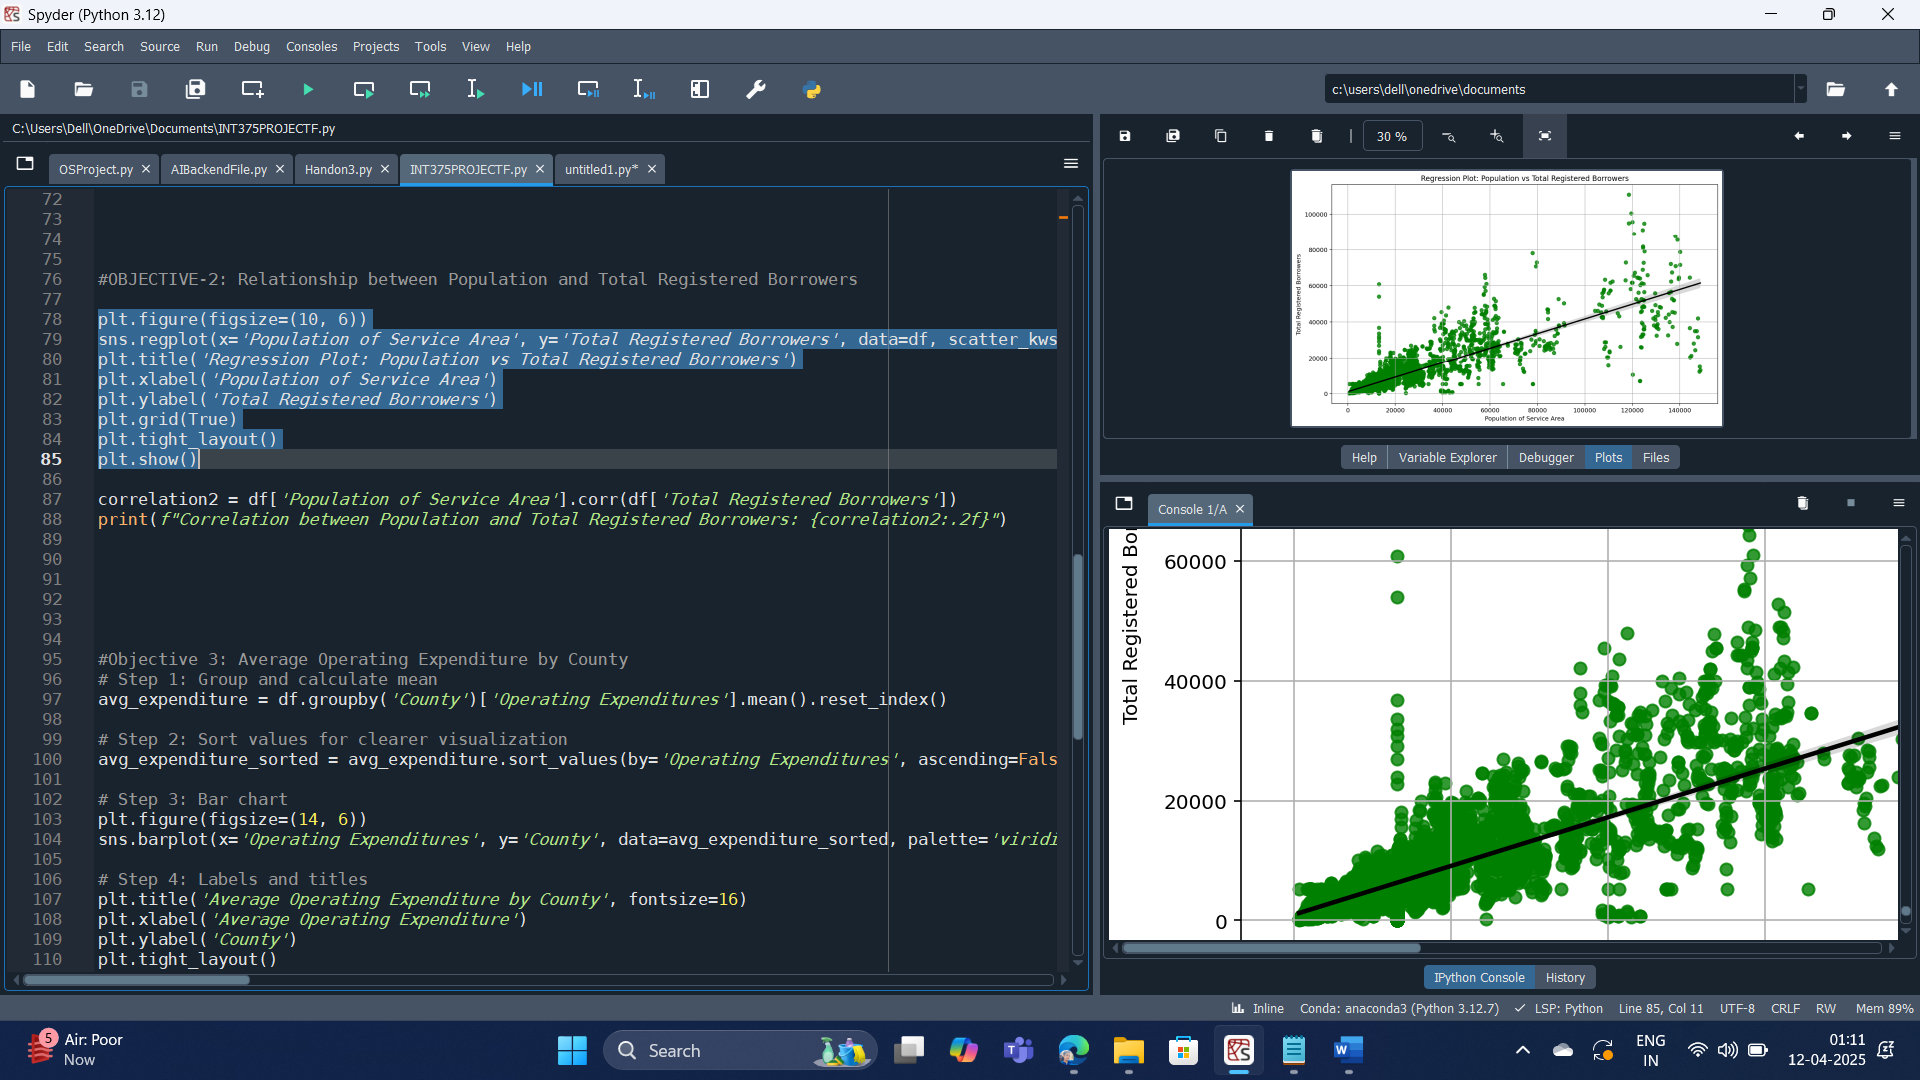 Spyder (Python 3.12)
File Edit Search Source Run Debug Consoles Projects Tools View Help
c:\users\dell\onedrive\documents
C:\Users\Dell\OneDrive\Documents\INT375PROJECTF.py
OSProject.py AIBackendFile.py Handon3.py INT375PROJECTF.py untitled1.py*
72
73
74
75
76 #OBJECTIVE-2: Relationship between Population and Total Registered Borrowers
77
78 plt.figure(figsize=(10, 6))
79 sns.regplot(x='Population of Service Area', y='Total Registered Borrowers', data=df, scatter_kws
80 plt.title('Regression Plot: Population vs Total Registered Borrowers')
81 plt.xlabel('Population of Service Area')
82 plt.ylabel('Total Registered Borrowers')
83 plt.grid(True)
84 plt.tight_layout()
85 plt.show()
86
87 correlation2 = df['Population of Service Area'].corr(df['Total Registered Borrowers'])
88 print(f"Correlation between Population and Total Registered Borrowers: {correlation2:.2f}")
89
90
91
92
93
94
95 #Objective 3: Average Operating Expenditure by County
96 # Step 1: Group and calculate mean
97 avg_expenditure = df.groupby('County')['Operating Expenditures'].mean().reset_index()
98
99 # Step 2: Sort values for clearer visualization
100 avg_expenditure_sorted = avg_expenditure.sort_values(by='Operating Expenditures', ascending=Fals
101
102 # Step 3: Bar chart
103 plt.figure(figsize=(14, 6))
104 sns.barplot(x='Operating Expenditures', y='County', data=avg_expenditure_sorted, palette='viridi
105
106 # Step 4: Labels and titles
107 plt.title('Average Operating Expenditure by County', fontsize=16)
108 plt.xlabel('Average Operating Expenditure')
109 plt.ylabel('County')
110 plt.tight_layout()
30 %
Regression Plot: Population vs Total Registered Borrowers
Total Registered Borrowers
100000
80000
60000
40000
20000
0
0 20000 40000 60000 80000 100000 120000 140000
Population of Service Area
Help Variable Explorer Debugger Plots Files
Console 1/A
Total Registered Bor
60000
40000
20000
0
IPython Console History
Inline Conda: anaconda3 (Python 3.12.7) LSP: Python Line 85, Col 11 UTF-8 CRLF RW Mem 89%
5
Air: Poor
Now
Search
ENG
IN
01:11
12-04-2025